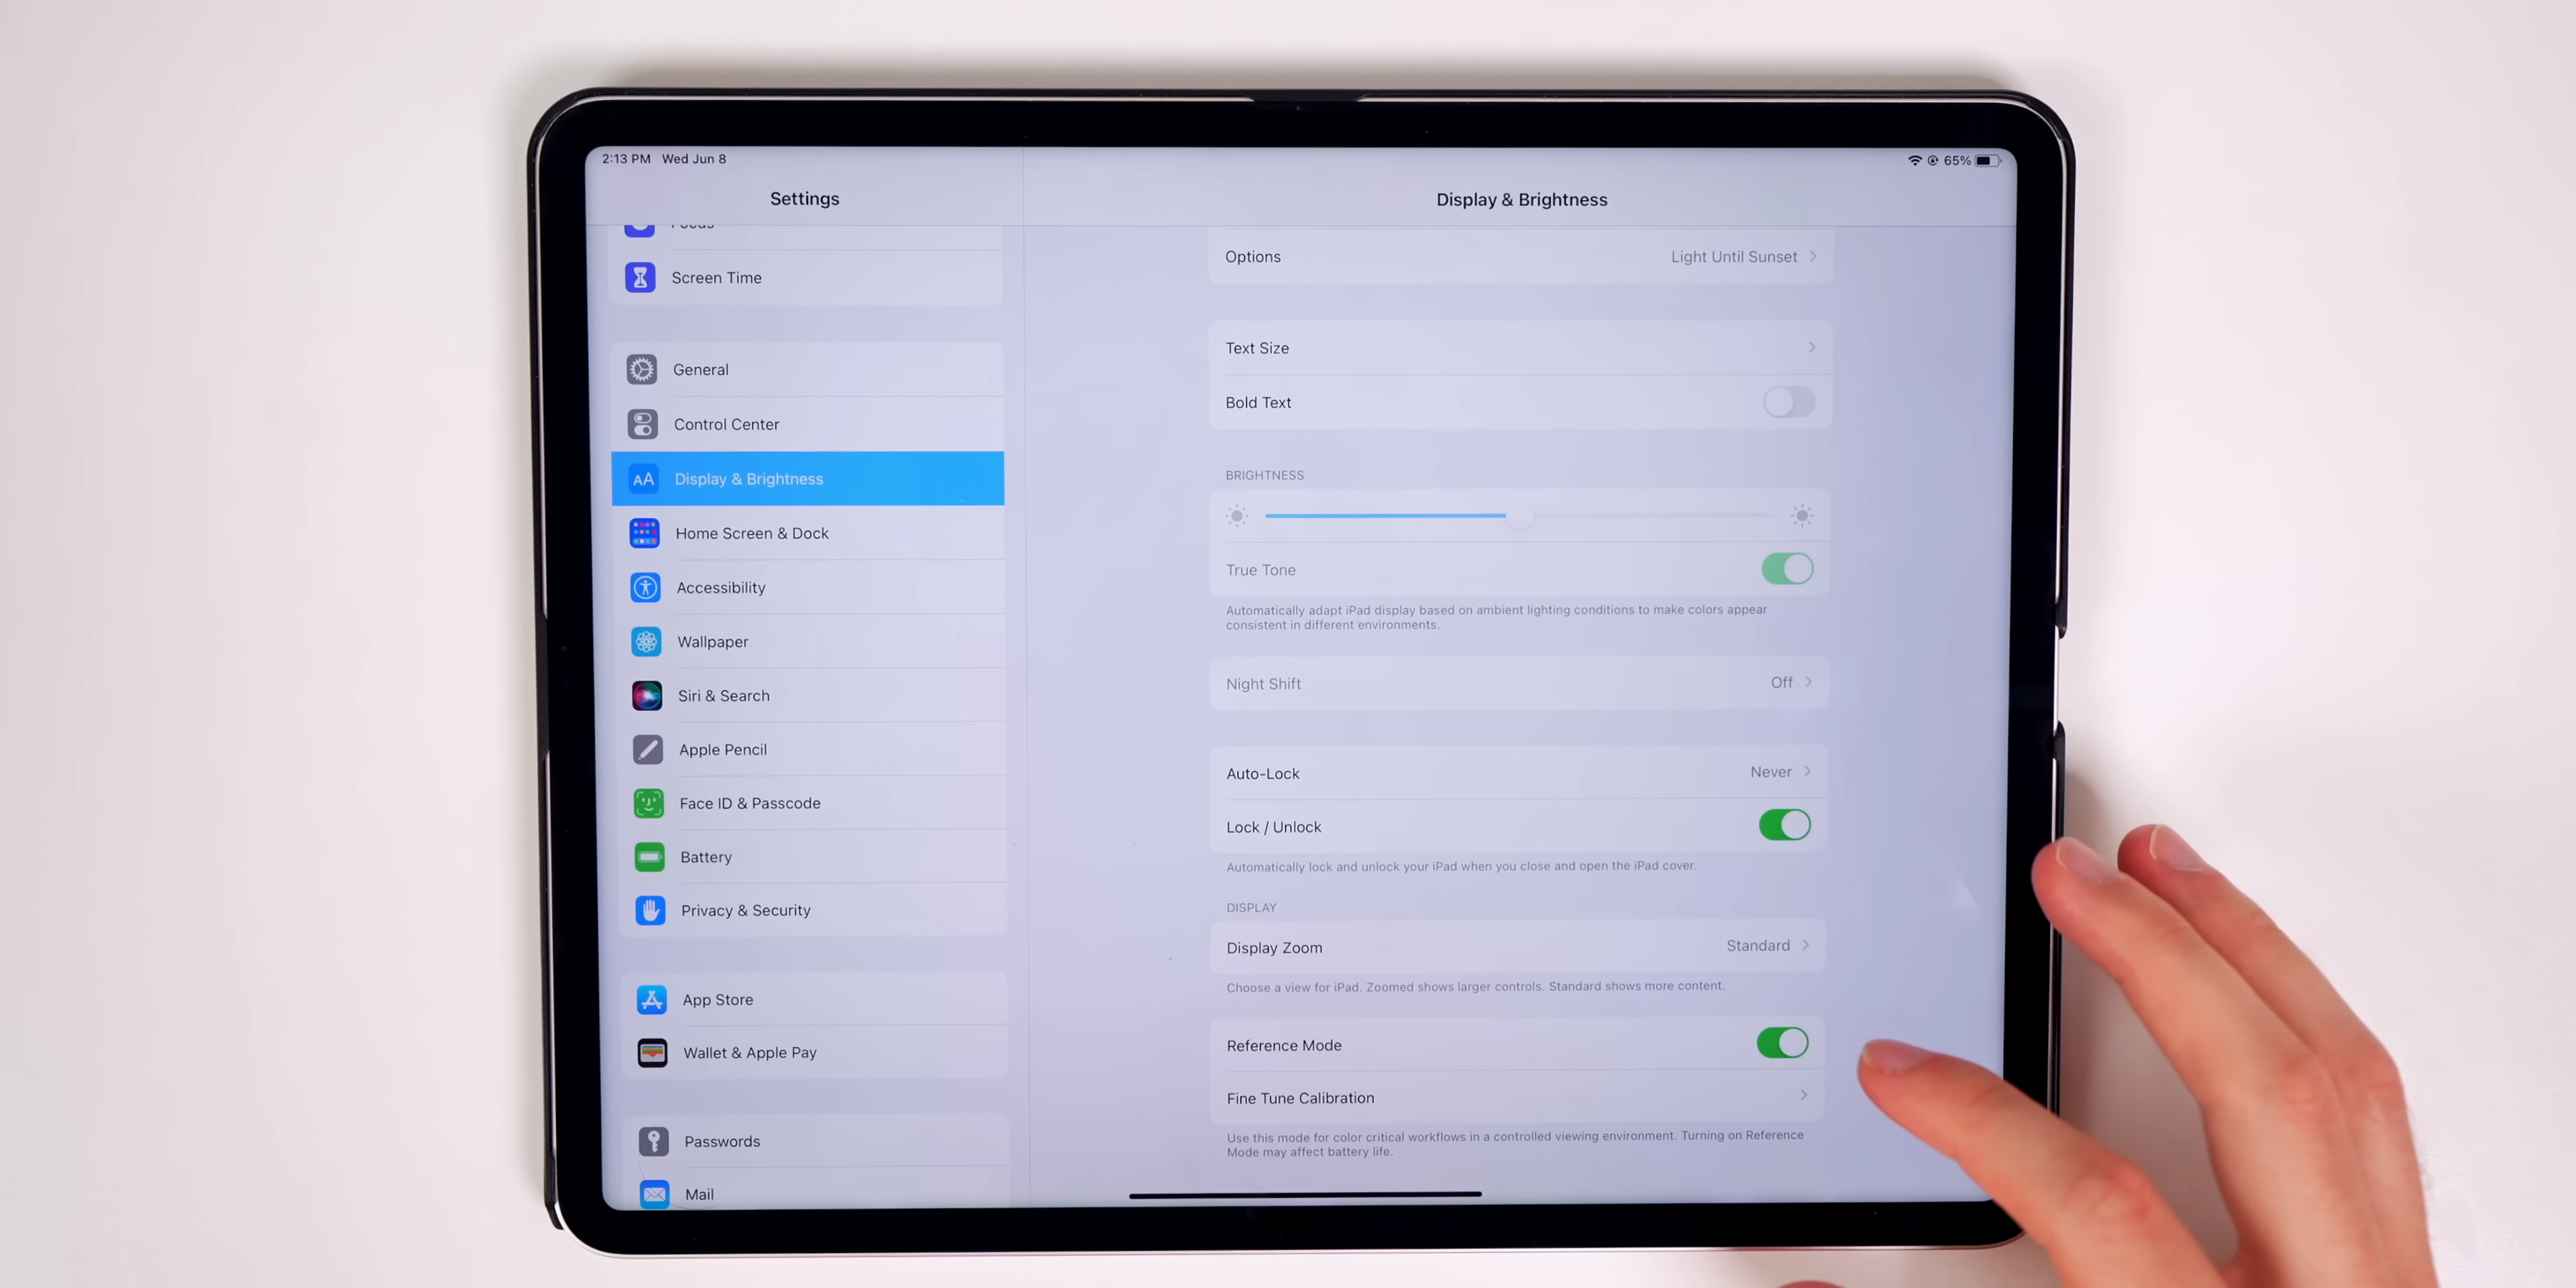 2:13 PM Wed Jun 8
65%
Settings
Focus
Screen Time
General
Control Center
AA Display & Brightness
Home Screen & Dock
Accessibility
Wallpaper
Siri & Search
Apple Pencil
Face ID & Passcode
Battery
Privacy & Security
App Store
Wallet & Apple Pay
Passwords
Mail
Display & Brightness
Options Light Until Sunset
Text Size
Bold Text
BRIGHTNESS
True Tone
Automatically adapt iPad display based on ambient lighting conditions to make colors appear
consistent in different environments.
Night Shift Off
Auto-Lock Never
Lock / Unlock
Automatically lock and unlock your iPad when you close and open the iPad cover.
DISPLAY
Display Zoom Standard
Choose a view for iPad. Zoomed shows larger controls. Standard shows more content.
Reference Mode
Fine Tune Calibration
Use this mode for color critical workflows in a controlled viewing environment. Turning on Reference
Mode may affect battery life.